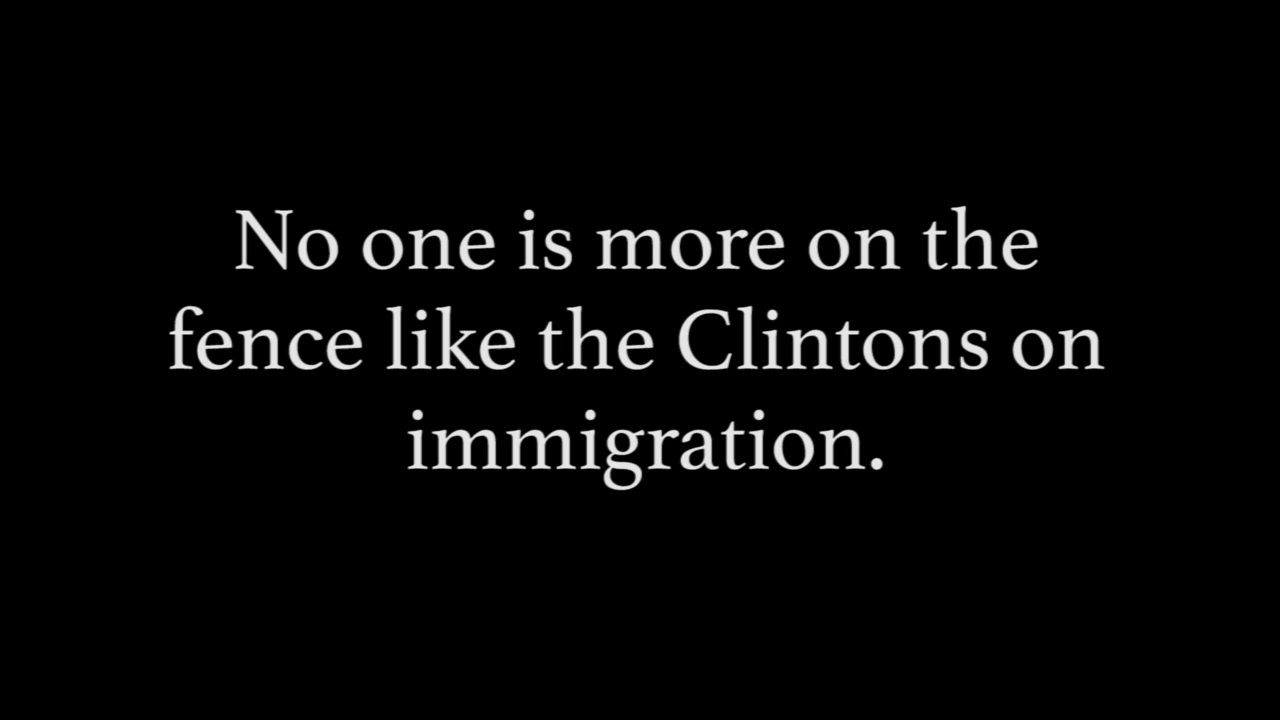 No one is more on the
fence like the Clintons on
immigration.